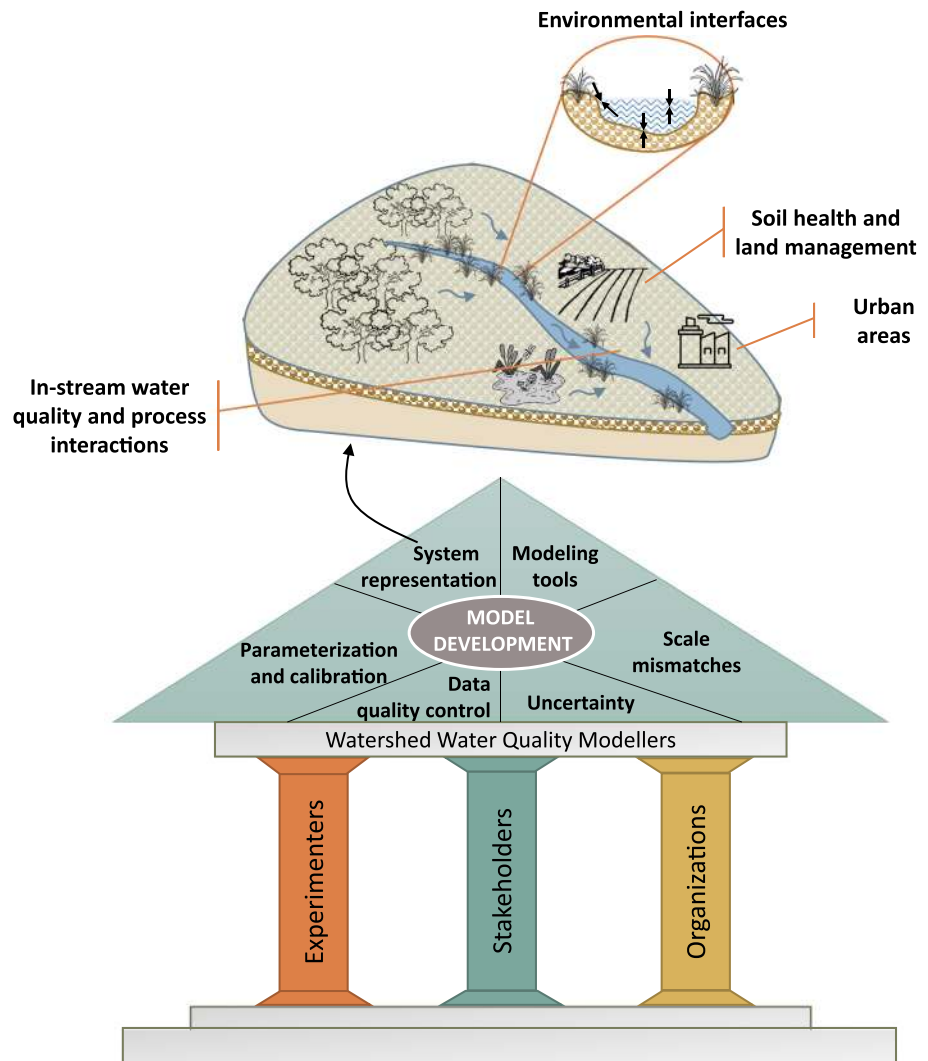 Environmental interfaces
Soil health and
land management
Urban
areas
In-stream water
quality and process
interactions
System
representation
Modeling
tools
MODEL
DEVELOPMENT
Parameterization
and calibration
Scale
mismatches
Data
quality control
Uncertainty
Watershed Water Quality Modellers
Experimenters
Stakeholders
Organizations